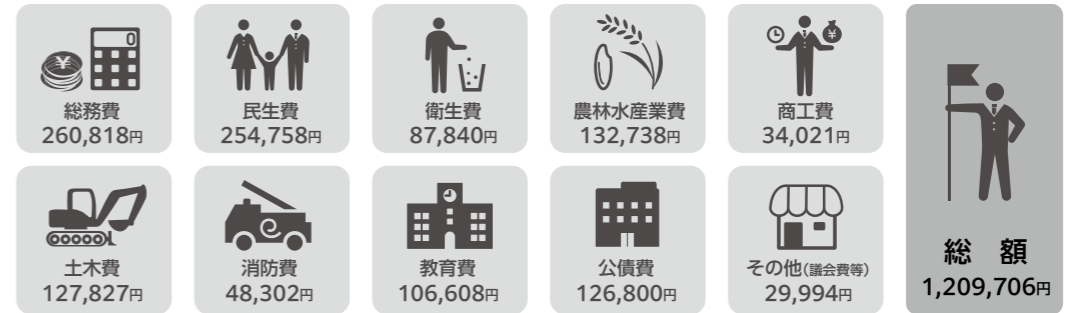 総務費
260,818円
民生費
254,758円
衛生費
87,840円
農林水産業費
132,738円
商工費
34,021円
土木費
127,827円
消防費
48,302円
教育費
106,608円
公債費
126,800円
その他(議会費等)
29,994円
総 額
1,209,706円